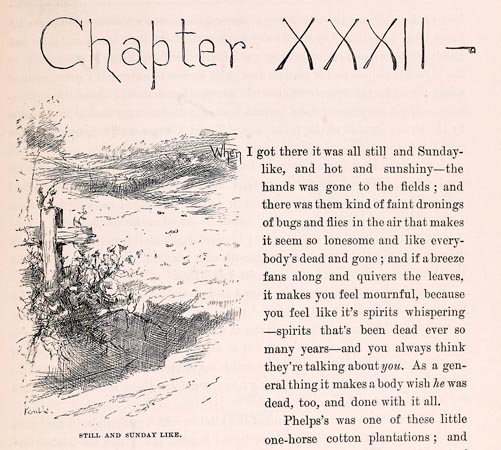 Chapter XXXII
When I got there it was all still and Sunday-
like, and hot and sunshiny—the
hands was gone to the fields; and
there was them kind of faint dronings
of bugs and flies in the air that makes
it seem so lonesome and like every-
body's dead and gone; and if a breeze
fans along and quivers the leaves,
it makes you feel mournful, because
you feel like it's spirits whispering
—spirits that's been dead ever so
many years—and you always think
they're talking about you. As a gen-
eral thing it makes a body wish he was
dead, too, and done with it all.
Phelps's was one of these little
one-horse cotton plantations; and
Kemble
STILL AND SUNDAY LIKE.